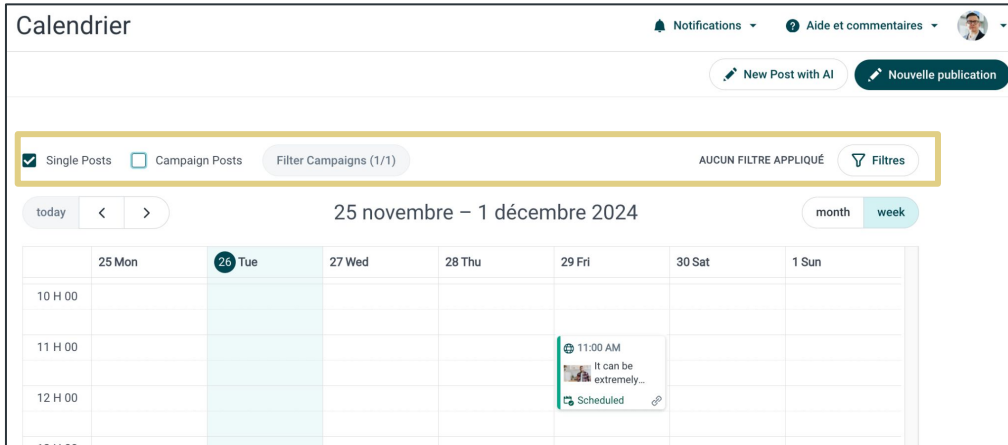 Calendrier
Notifications
Aide et commentaires
New Post with AI
Nouvelle publication
Single Posts
Campaign Posts
Filter Campaigns (1/1)
AUCUN FILTRE APPLIQUÉ
Filtres
today
25 novembre – 1 décembre 2024
month
week
25 Mon
26 Tue
27 Wed
28 Thu
29 Fri
30 Sat
1 Sun
10 H 00
11 H 00
11:00 AM
It can be
extremely...
Scheduled
12 H 00